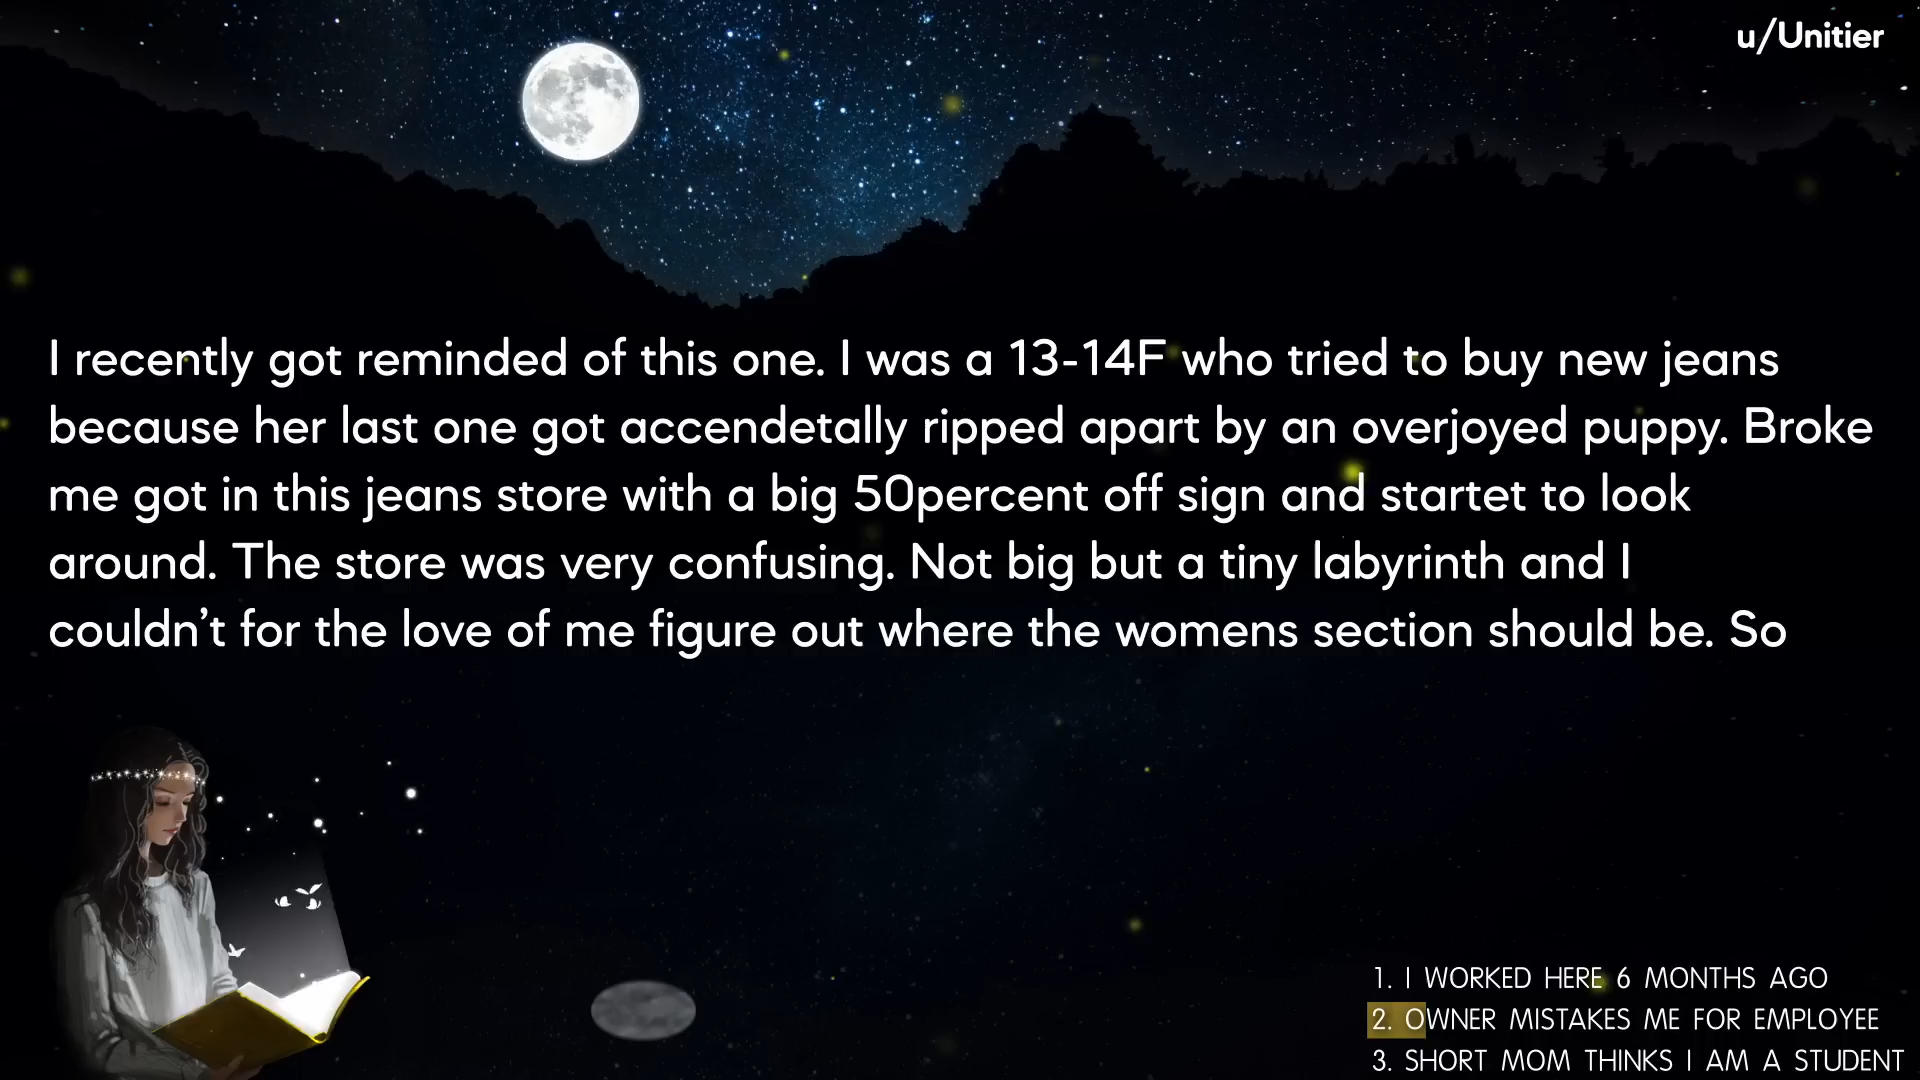 u/Unitier
I recently got reminded of this one. I was a 13-14F who tried to buy new jeans
because her last one got accendetally ripped apart by an overjoyed puppy. Broke
me got in this jeans store with a big 50percent off sign and startet to look
around. The store was very confusing. Not big but a tiny labyrinth and I
couldn’t for the love of me figure out where the womens section should be. So
1. I WORKED HERE 6 MONTHS AGO
2. OWNER MISTAKES ME FOR EMPLOYEE
3. SHORT MOM THINKS I AM A STUDENT